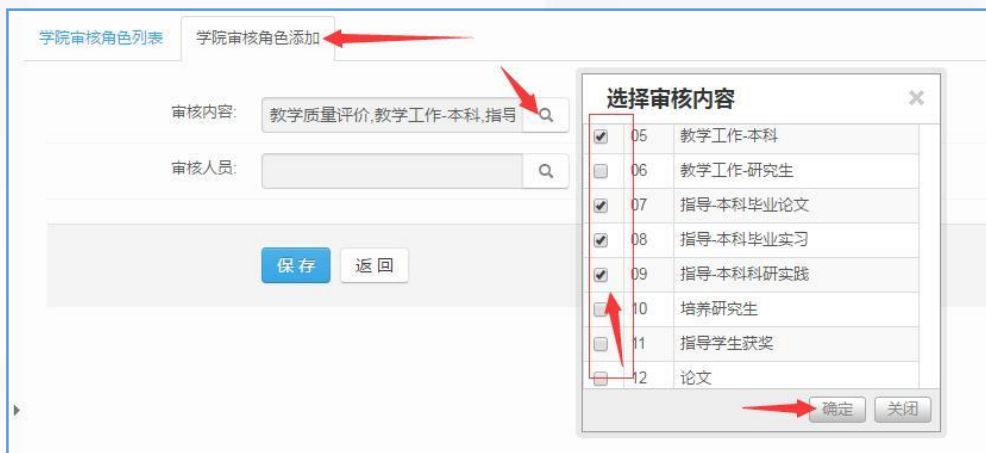 学院审核角色列表 学院审核角色添加
审核内容: 教学质量评价,教学工作-本科,指导
审核人员:
保存 返回
选择审核内容 ×
05 教学工作-本科
06 教学工作-研究生
07 指导-本科毕业论文
08 指导-本科毕业实习
09 指导-本科科研实践
10 培养研究生
11 指导学生获奖
12 论文
确定 关闭